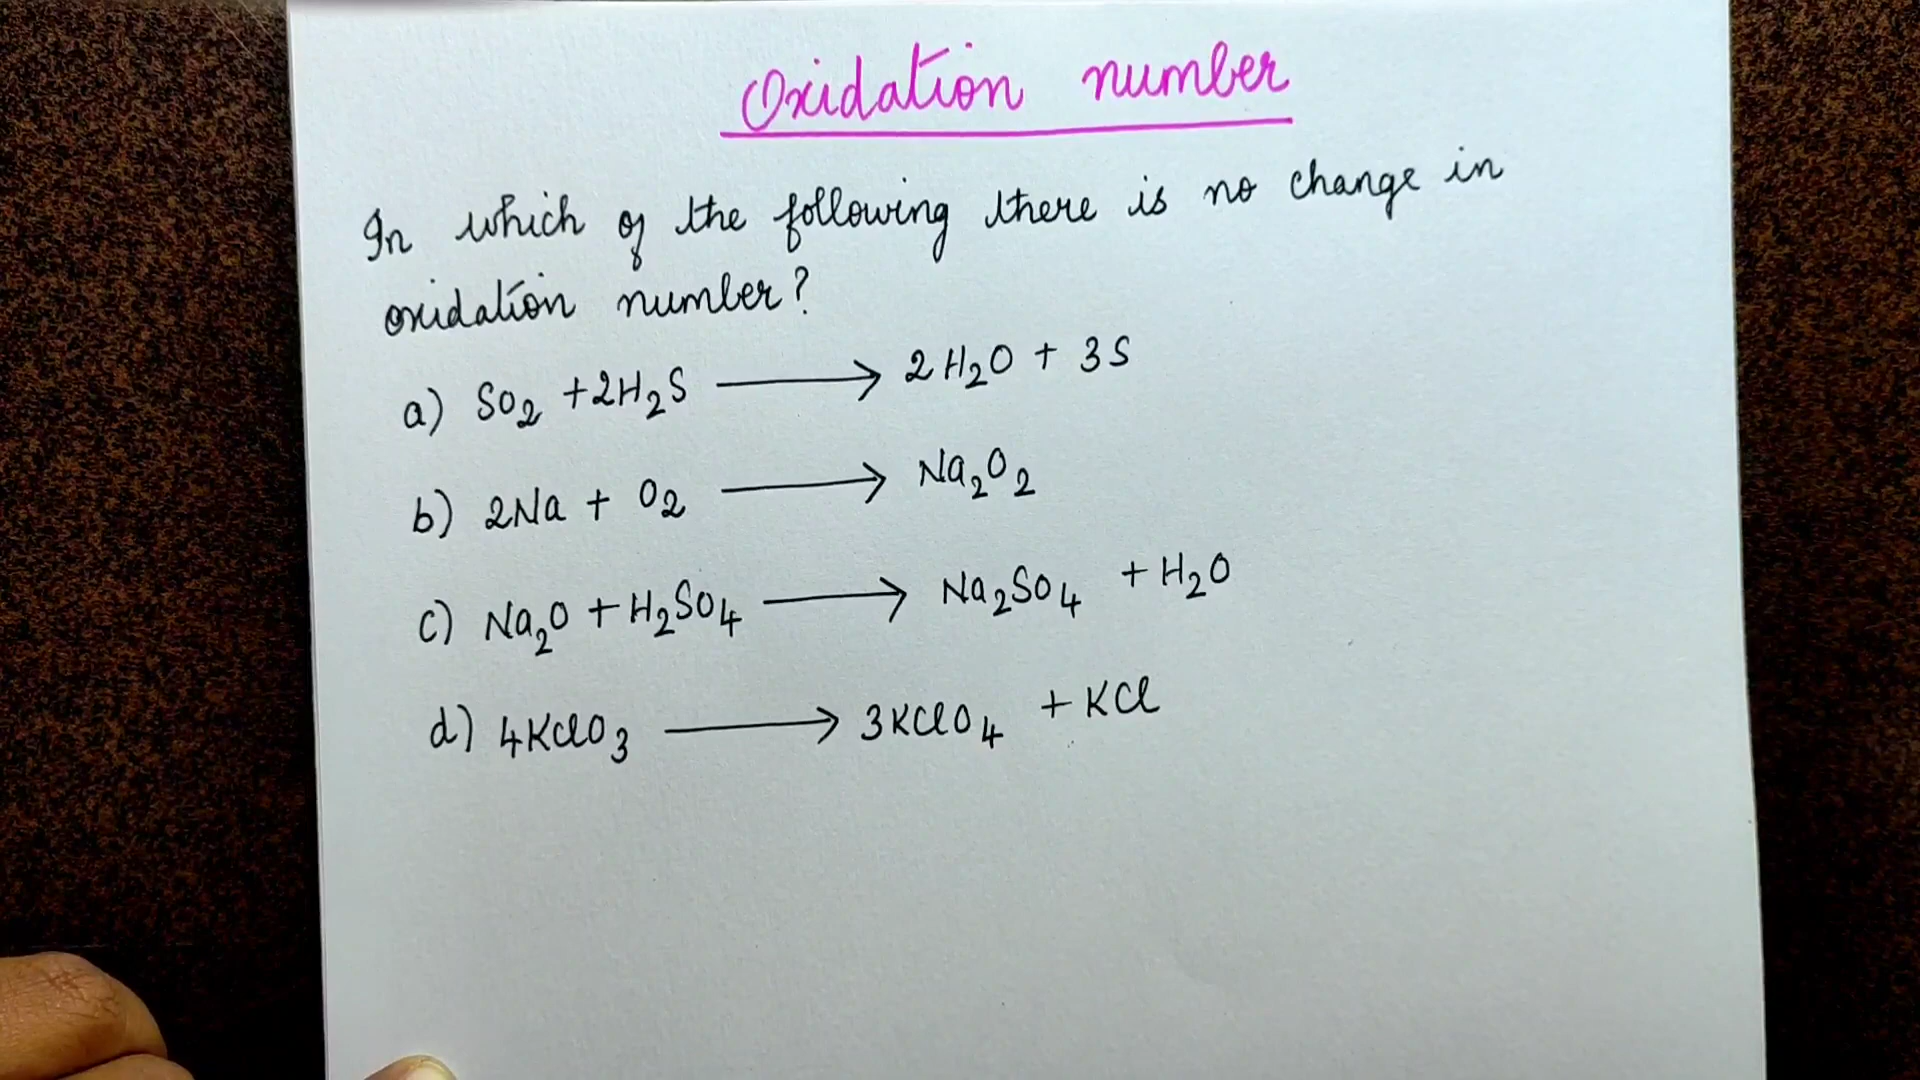 Oxidation number
In which of the following there is no change in
oxidation number?
a) SO₂ + 2H₂S ⟶ 2H₂O + 3S
b) 2Na + O₂ ⟶ Na₂O₂
c) Na₂O + H₂SO₄ ⟶ Na₂SO₄ + H₂O
d) 4KClO₃ ⟶ 3KClO₄ + KCl